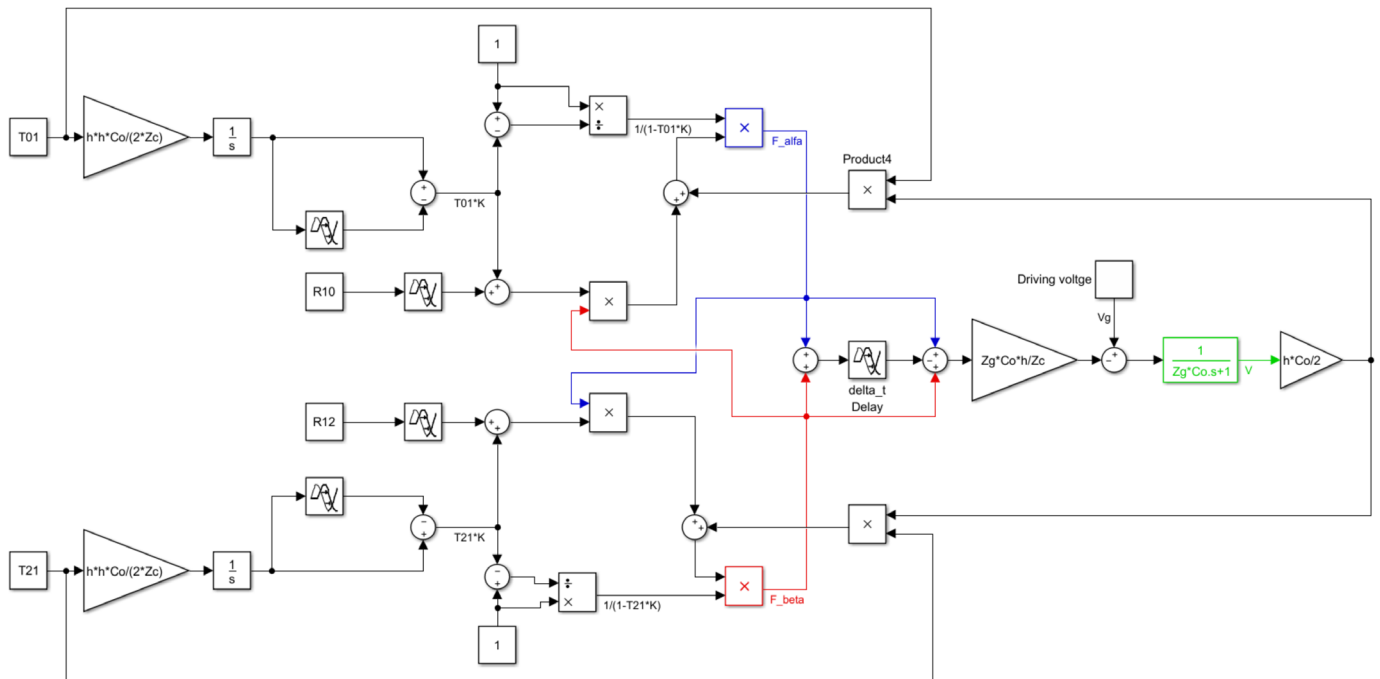 1
T01
h*h*Co/(2*Zc)
1
s
×
÷
1/(1-T01*K)
×
F_alfa
+
−
+
−
T01*K
Product4
×
+
+
R10
+
+
×
Driving voltge
Vg
+
+
−
+
+
Zg*Co*h/Zc
−
+
1
Zg*Co.s+1
V
h*Co/2
delta_t
Delay
R12
+
+
×
−
+
T21*K
+
+
×
T21
h*h*Co/(2*Zc)
1
s
−
+
÷
×
1/(1-T21*K)
×
F_beta
1